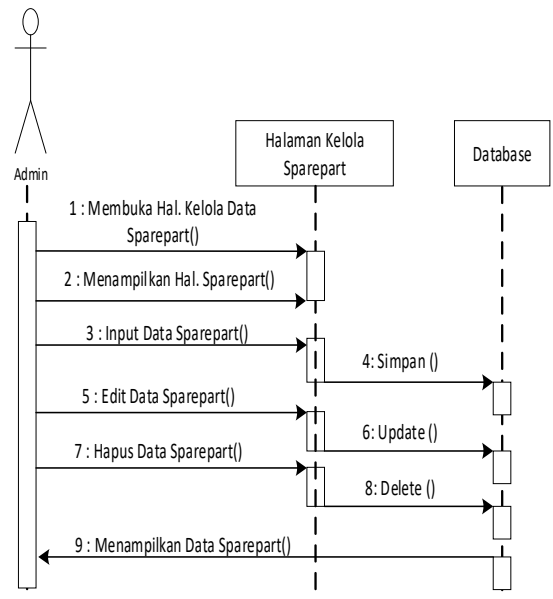 Halaman Kelola
Sparepart
Database
Admin
1 : Membuka Hal. Kelola Data
Sparepart()
2 : Menampilkan Hal. Sparepart()
3 : Input Data Sparepart()
4: Simpan ()
5 : Edit Data Sparepart()
6: Update ()
7 : Hapus Data Sparepart()
8: Delete ()
9 : Menampilkan Data Sparepart()